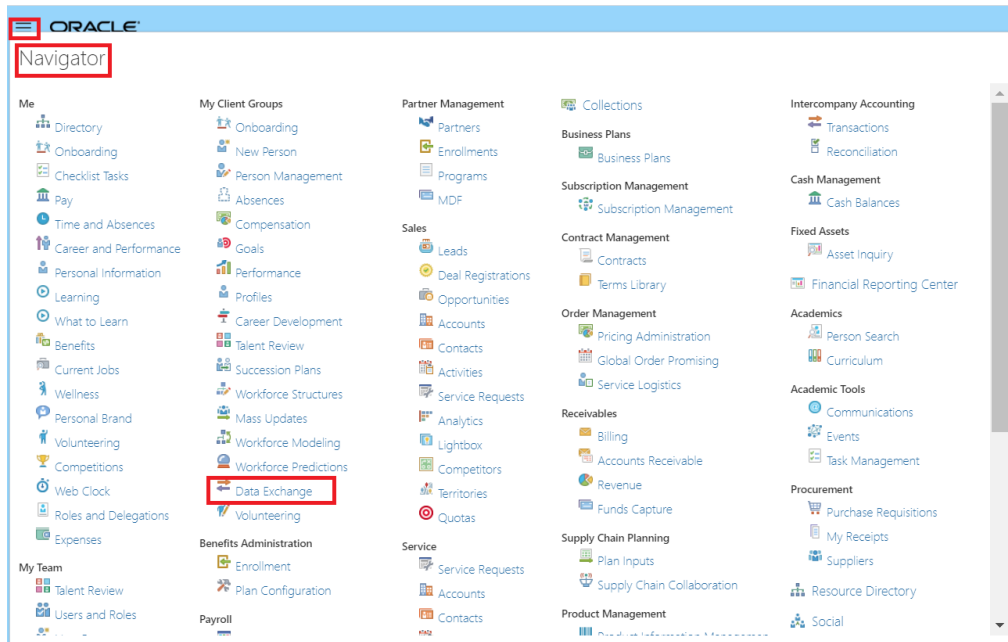 ORACLE
Navigator
Me
Directory
Onboarding
Checklist Tasks
Pay
Time and Absences
Career and Performance
Personal Information
Learning
What to Learn
Benefits
Current Jobs
Wellness
Personal Brand
Volunteering
Competitions
Web Clock
Roles and Delegations
Expenses
My Team
Talent Review
Users and Roles
My Client Groups
Onboarding
New Person
Person Management
Absences
Compensation
Goals
Performance
Profiles
Career Development
Talent Review
Succession Plans
Workforce Structures
Mass Updates
Workforce Modeling
Workforce Predictions
Data Exchange
Volunteering
Benefits Administration
Enrollment
Plan Configuration
Payroll
Partner Management
Partners
Enrollments
Programs
MDF
Sales
Leads
Deal Registrations
Opportunities
Accounts
Contacts
Activities
Service Requests
Analytics
Lightbox
Competitors
Territories
Quotas
Service
Service Requests
Accounts
Contacts
Collections
Business Plans
Business Plans
Subscription Management
Subscription Management
Contract Management
Contracts
Terms Library
Order Management
Pricing Administration
Global Order Promising
Service Logistics
Receivables
Billing
Accounts Receivable
Revenue
Funds Capture
Supply Chain Planning
Plan Inputs
Supply Chain Collaboration
Product Management
Product Information
Intercompany Accounting
Transactions
Reconciliation
Cash Management
Cash Balances
Fixed Assets
Asset Inquiry
Financial Reporting Center
Academics
Person Search
Curriculum
Academic Tools
Communications
Events
Task Management
Procurement
Purchase Requisitions
My Receipts
Suppliers
Resource Directory
Social